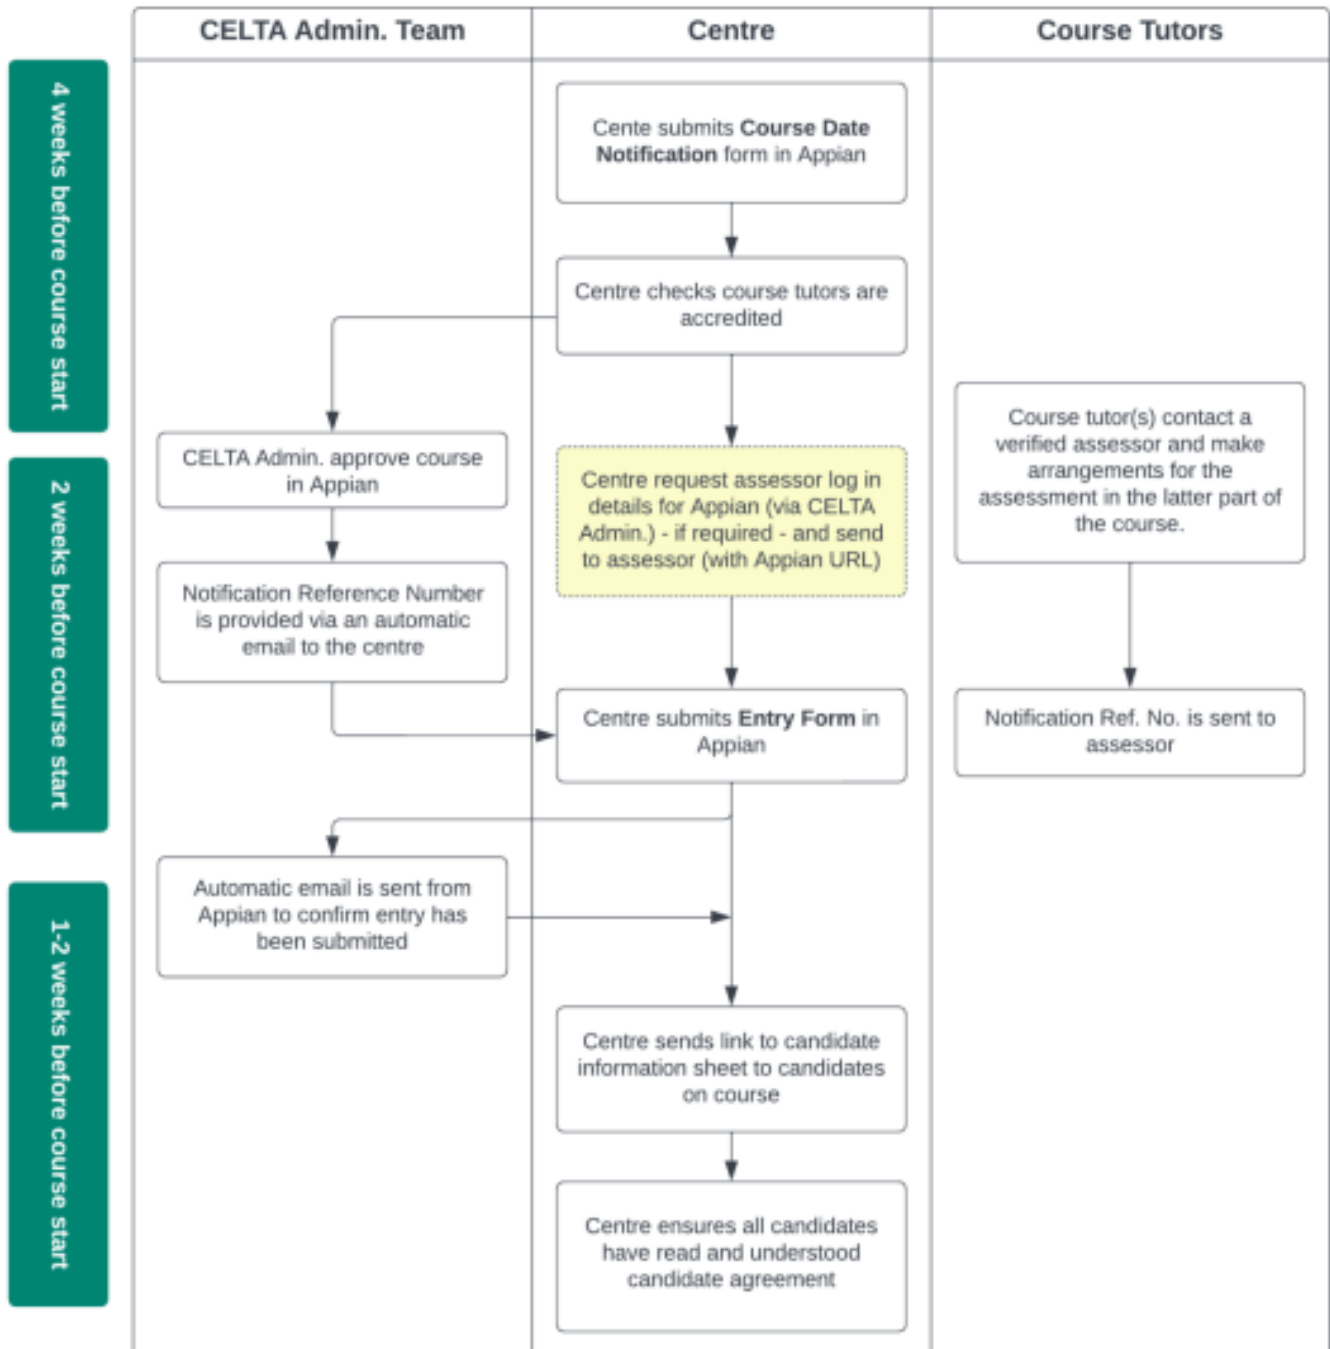 CELTA Admin. Team
Centre
Course Tutors
4 weeks before course start
Cente submits Course Date
Notification form in Appian
Centre checks course tutors are
accredited
Course tutor(s) contact a
verified assessor and make
arrangements for the
assessment in the latter part of
the course.
2 weeks before course start
CELTA Admin. approve course
in Appian
Centre request assessor log in
details for Appian (via CELTA
Admin.) - if required - and send
to assessor (with Appian URL)
Notification Reference Number
is provided via an automatic
email to the centre
Centre submits Entry Form in
Appian
Notification Ref. No. is sent to
assessor
1-2 weeks before course start
Automatic email is sent from
Appian to confirm entry has
been submitted
Centre sends link to candidate
information sheet to candidates
on course
Centre ensures all candidates
have read and understood
candidate agreement